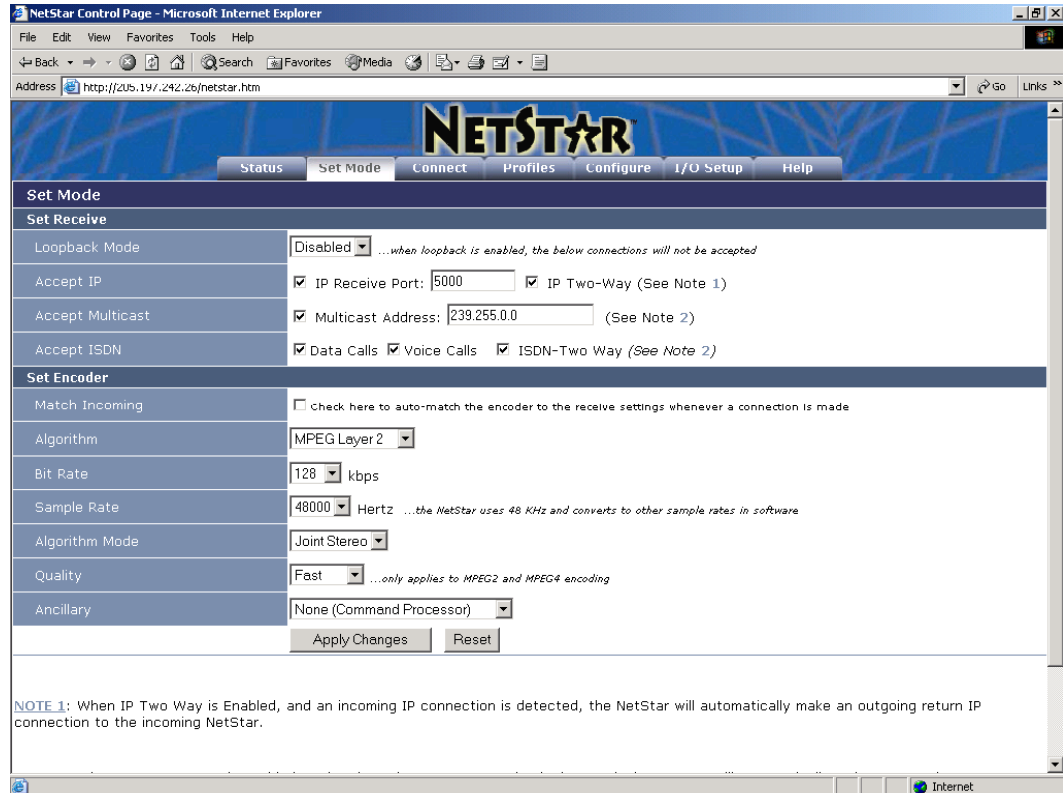 NetStar Control Page - Microsoft Internet Explorer
File Edit View Favorites Tools Help
Back Search Favorites Media
Address http://205.197.242.26/netstar.htm Go Links »
NETSTAR
Status Set Mode Connect Profiles Configure I/O Setup Help
Set Mode
Set Receive
Loopback Mode Disabled ...when loopback is enabled, the below connections will not be accepted
Accept IP IP Receive Port: 5000 IP Two-Way (See Note 1)
Accept Multicast Multicast Address: 239.255.0.0 (See Note 2)
Accept ISDN Data Calls Voice Calls ISDN-Two Way (See Note 2)
Set Encoder
Match Incoming Check here to auto-match the encoder to the receive settings whenever a connection is made
Algorithm MPEG Layer 2
Bit Rate 128 kbps
Sample Rate 48000 Hertz ...the NetStar uses 48 KHz and converts to other sample rates in software
Algorithm Mode Joint Stereo
Quality Fast ...only applies to MPEG2 and MPEG4 encoding
Ancillary None (Command Processor)
Apply Changes Reset
NOTE 1: When IP Two Way is Enabled, and an incoming IP connection is detected, the NetStar will automatically make an outgoing return IP
connection to the incoming NetStar.
Internet